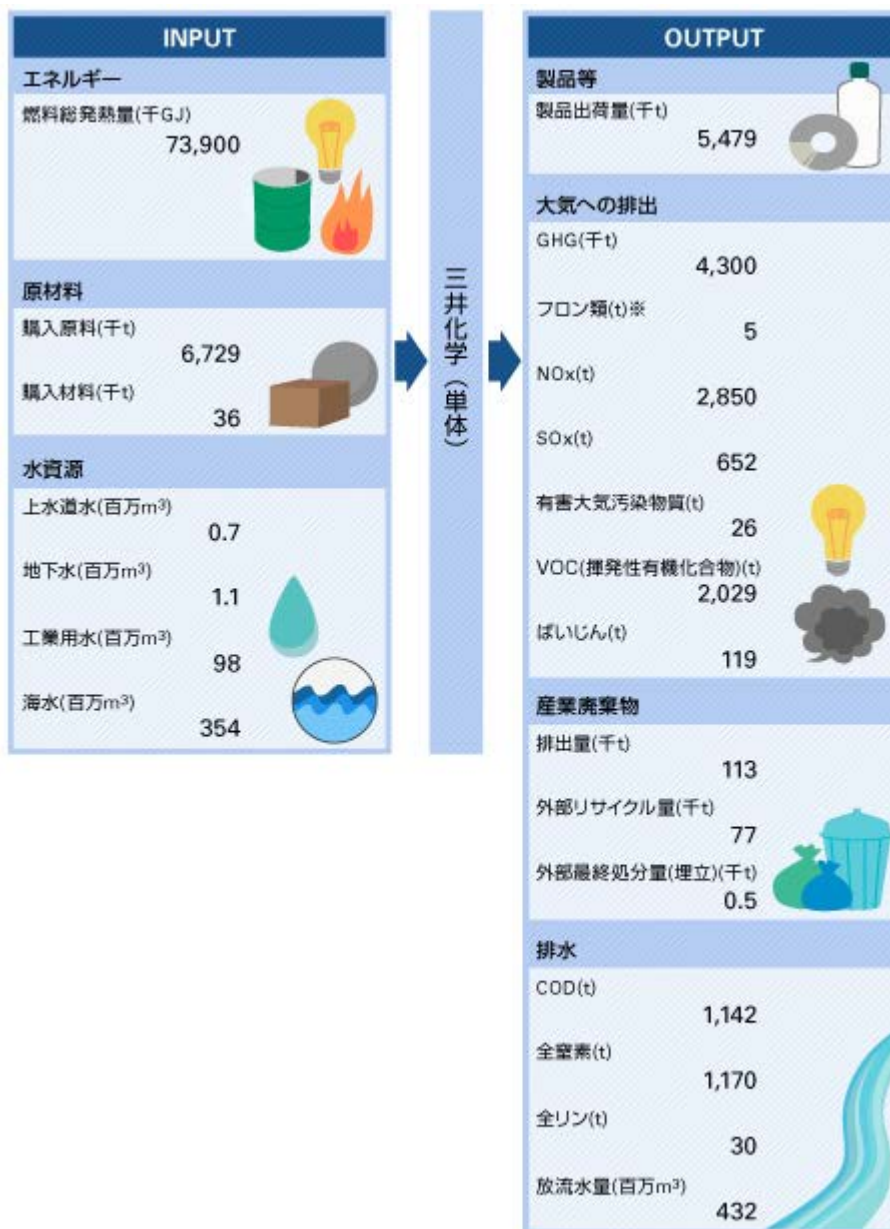 INPUT
エネルギー
燃料総発熱量(千GJ)
73,900
原材料
購入原料(千t)
6,729
購入材料(千t)
36
水資源
上水道水(百万m³)
0.7
地下水(百万m³)
1.1
工業用水(百万m³)
98
海水(百万m³)
354
三井化学（単体）
OUTPUT
製品等
製品出荷量(千t)
5,479
大気への排出
GHG(千t)
4,300
フロン類(t)※
5
NOx(t)
2,850
SOx(t)
652
有害大気汚染物質(t)
26
VOC(揮発性有機化合物)(t)
2,029
ばいじん(t)
119
産業廃棄物
排出量(千t)
113
外部リサイクル量(千t)
77
外部最終処分量(埋立)(千t)
0.5
排水
COD(t)
1,142
全窒素(t)
1,170
全リン(t)
30
放流水量(百万m³)
432